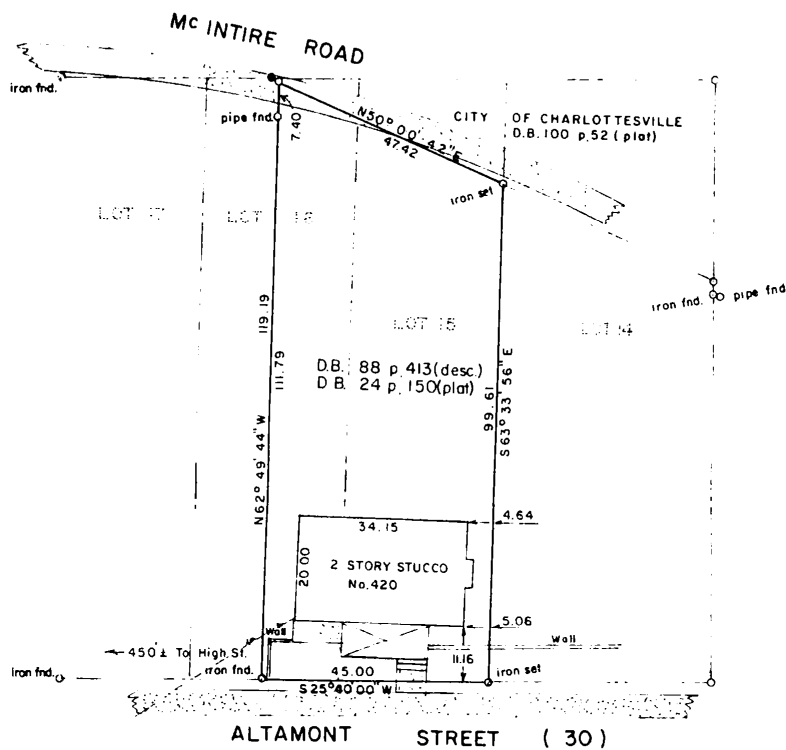 Mc INTIRE ROAD
iron fnd.
pipe fnd.
7.40
N50° 00' 42" E
47.42
CITY OF CHARLOTTESVILLE
D.B. 100 p. 52 (plat)
iron set
LOT 17
LOT 16
LOT 15
LOT 14
iron fnd.
pipe fnd
119.19
111.79
N62° 49' 44" W
D.B. 88 p. 413 (desc.)
D B. 24 p. 150 (plat)
99.61
S63° 33' 56" E
4.64
34.15
20.00
2 STORY STUCCO
No. 420
5.06
Wall
Wall
11.16
450' ± To High St.
iron fnd.
iron fnd.
45.00
iron set
S 25° 40' 00" W
ALTAMONT STREET (30)